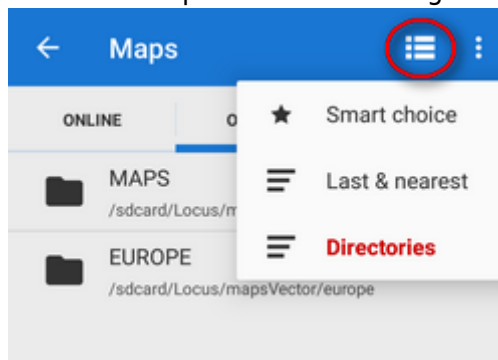 Maps
Smart choice
ONLINE
O
MAPS
/sdcard/Locus/m
Last & nearest
EUROPE
/sdcard/Locus/mapsVector/europe
Directories